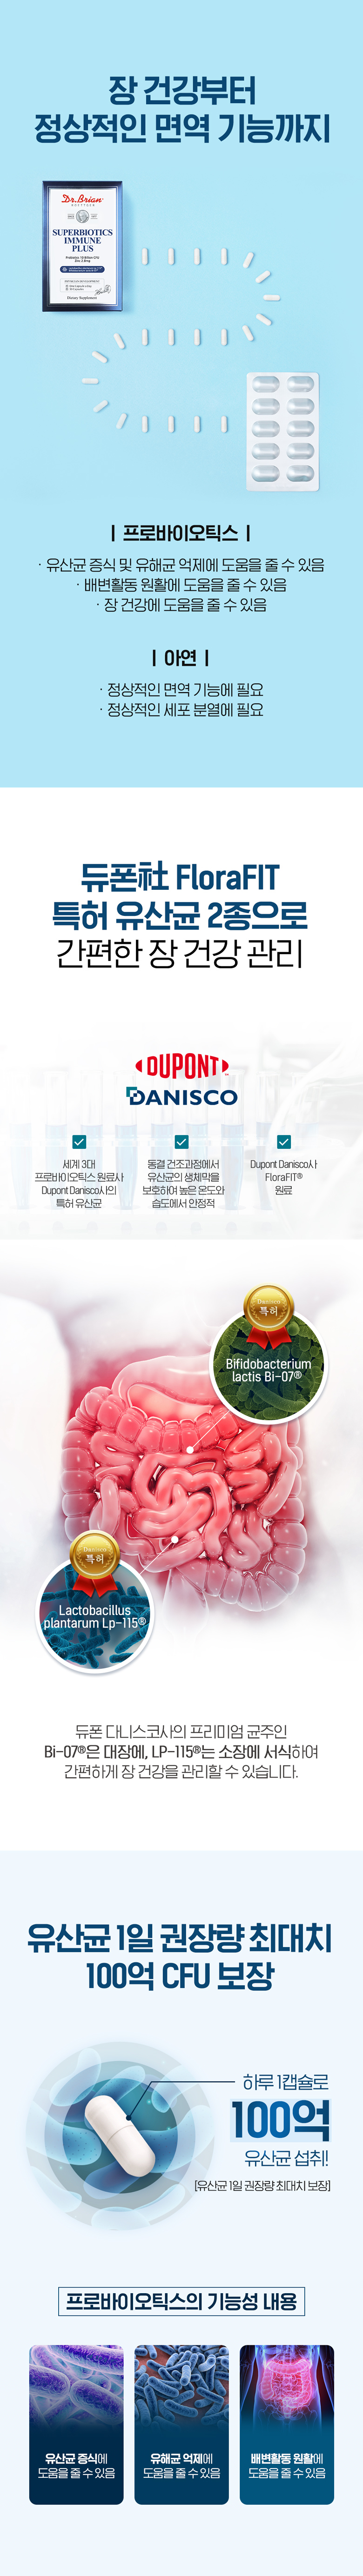 장 건강부터
정상적인 면역 기능까지
Dr.Brian
SUPERBIOTICS
IMMUNE
PLUS
Dietary Supplement
| 프로바이오틱스 |
· 유산균 증식 및 유해균 억제에 도움을 줄 수 있음
· 배변활동 원활에 도움을 줄 수 있음
· 장 건강에 도움을 줄 수 있음
| 아연 |
· 정상적인 면역 기능에 필요
· 정상적인 세포 분열에 필요
듀폰社 FloraFIT
특허 유산균 2종으로
간편한 장 건강 관리
DUPONT
DANISCO
세계 3대
프로바이오틱스 원료사
Dupont Danisco사의
특허 유산균
동결 건조과정에서
유산균의 생체막을
보호하여 높은 온도와
습도에서 안정적
Dupont Danisco사
FloraFIT®
원료
Danisco
특허
Bifidobacterium
lactis Bi-07®
Danisco
특허
Lactobacillus
plantarum Lp-115®
듀폰 다니스코사의 프리미엄 균주인
Bi-07®은 대장에, LP-115®는 소장에 서식하여
간편하게 장 건강을 관리할 수 있습니다.
유산균 1일 권장량 최대치
100억 CFU 보장
하루 1캡슐로
100억
유산균 섭취!
[유산균 1일 권장량 최대치 보장]
프로바이오틱스의 기능성 내용
유산균 증식에
도움을 줄 수 있음
유해균 억제에
도움을 줄 수 있음
배변활동 원활에
도움을 줄 수 있음